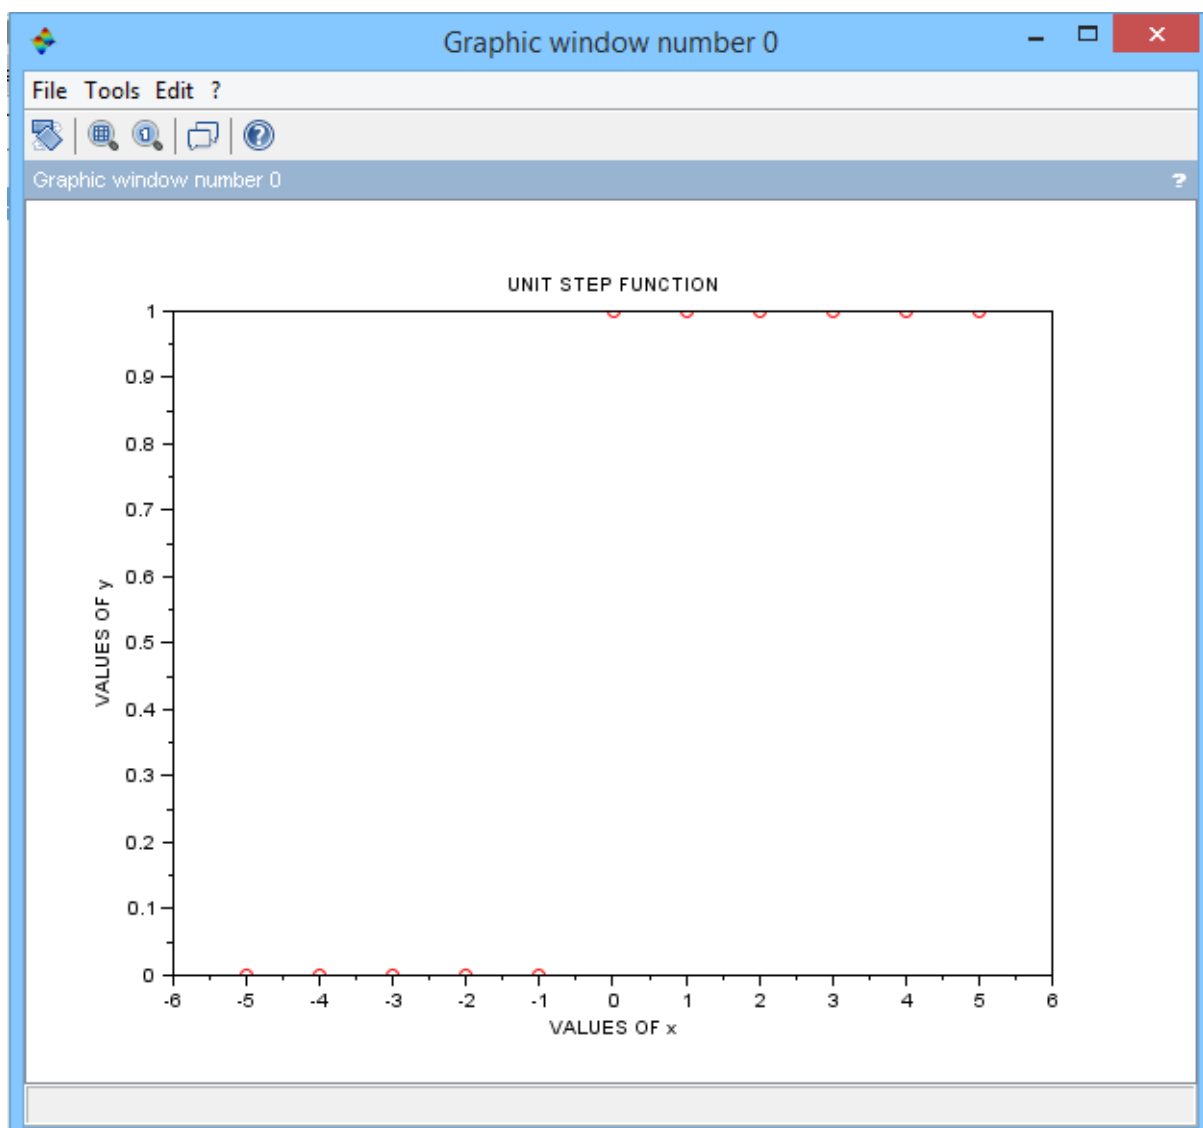 Graphic window number 0
File Tools Edit ?
Graphic window number 0 ?
UNIT STEP FUNCTION
1
0.9
0.8
0.7
0.6
0.5
0.4
0.3
0.2
0.1
0
VALUES OF y
-6 -5 -4 -3 -2 -1 0 1 2 3 4 5 6
VALUES OF x